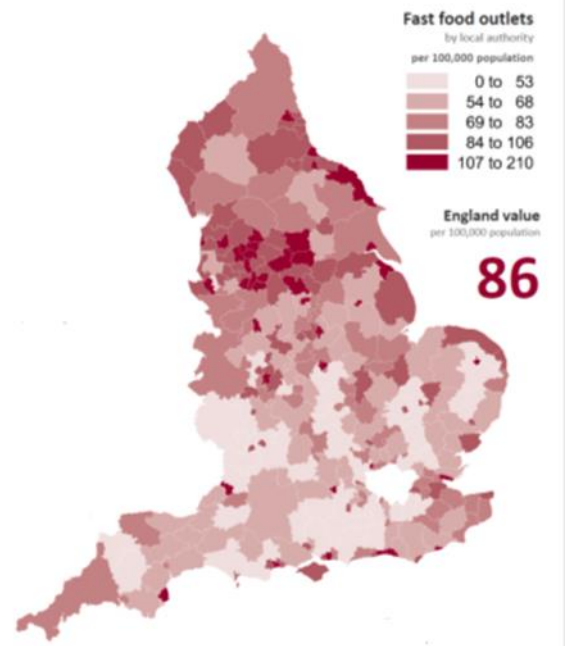 Fast food outlets
by local authority
per 100,000 population
0 to 53
54 to 68
69 to 83
84 to 106
107 to 210
England value
per 100,000 population
86